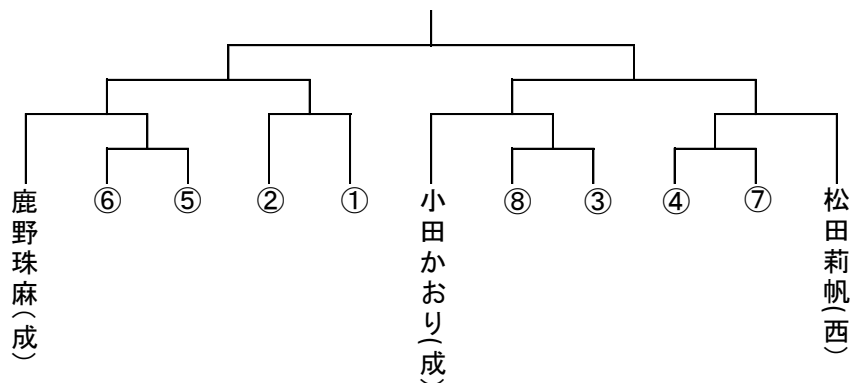 鹿野珠麻(成)
⑥
⑤
②
①
小田かおり(成)
⑧
③
④
⑦
松田莉帆(西)